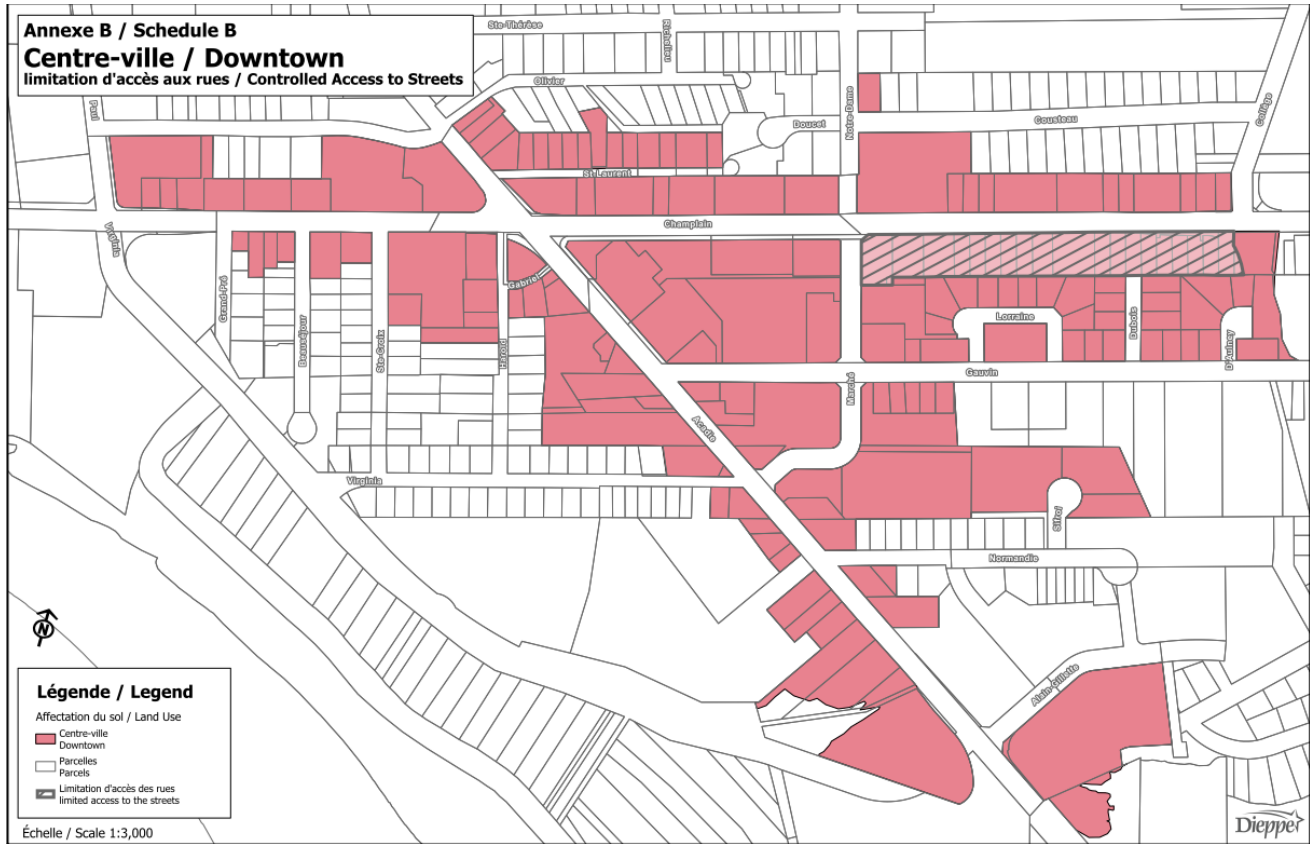 Annexe B / Schedule B
Centre-ville / Downtown
limitation d'accès aux rues / Controlled Access to Streets
Ste-Thérèse
Richelieu
Olivier
Paul
Notre-Dame
Doucet
Cousteau
Collège
St-Laurent
Champlain
Virginia
Grand-Pré
Gabriel
Beauséjour
Ste-Croix
Harold
Lorraine
Dubois
D'Aulney
Gauvin
Marché
Acadie
Virginia
Sifroi
Normandie
Alain-Gillette
N
Légende / Legend
Affectation du sol / Land Use
Centre-ville
Downtown
Parcelles
Parcels
Limitation d'accès des rues
limited access to the streets
Échelle / Scale 1:3,000
Dieppe